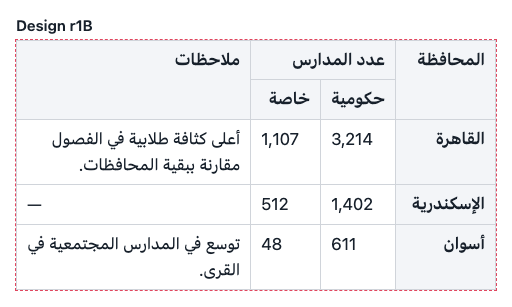 Design r1B
المحافظة
عدد المدارس
ملاحظات
حكومية
خاصة
القاهرة
3,214
1,107
أعلى كثافة طلابية في الفصول
مقارنة ببقية المحافظات.
الإسكندرية
1,402
512
—
أسوان
611
48
توسع في المدارس المجتمعية في
القرى.